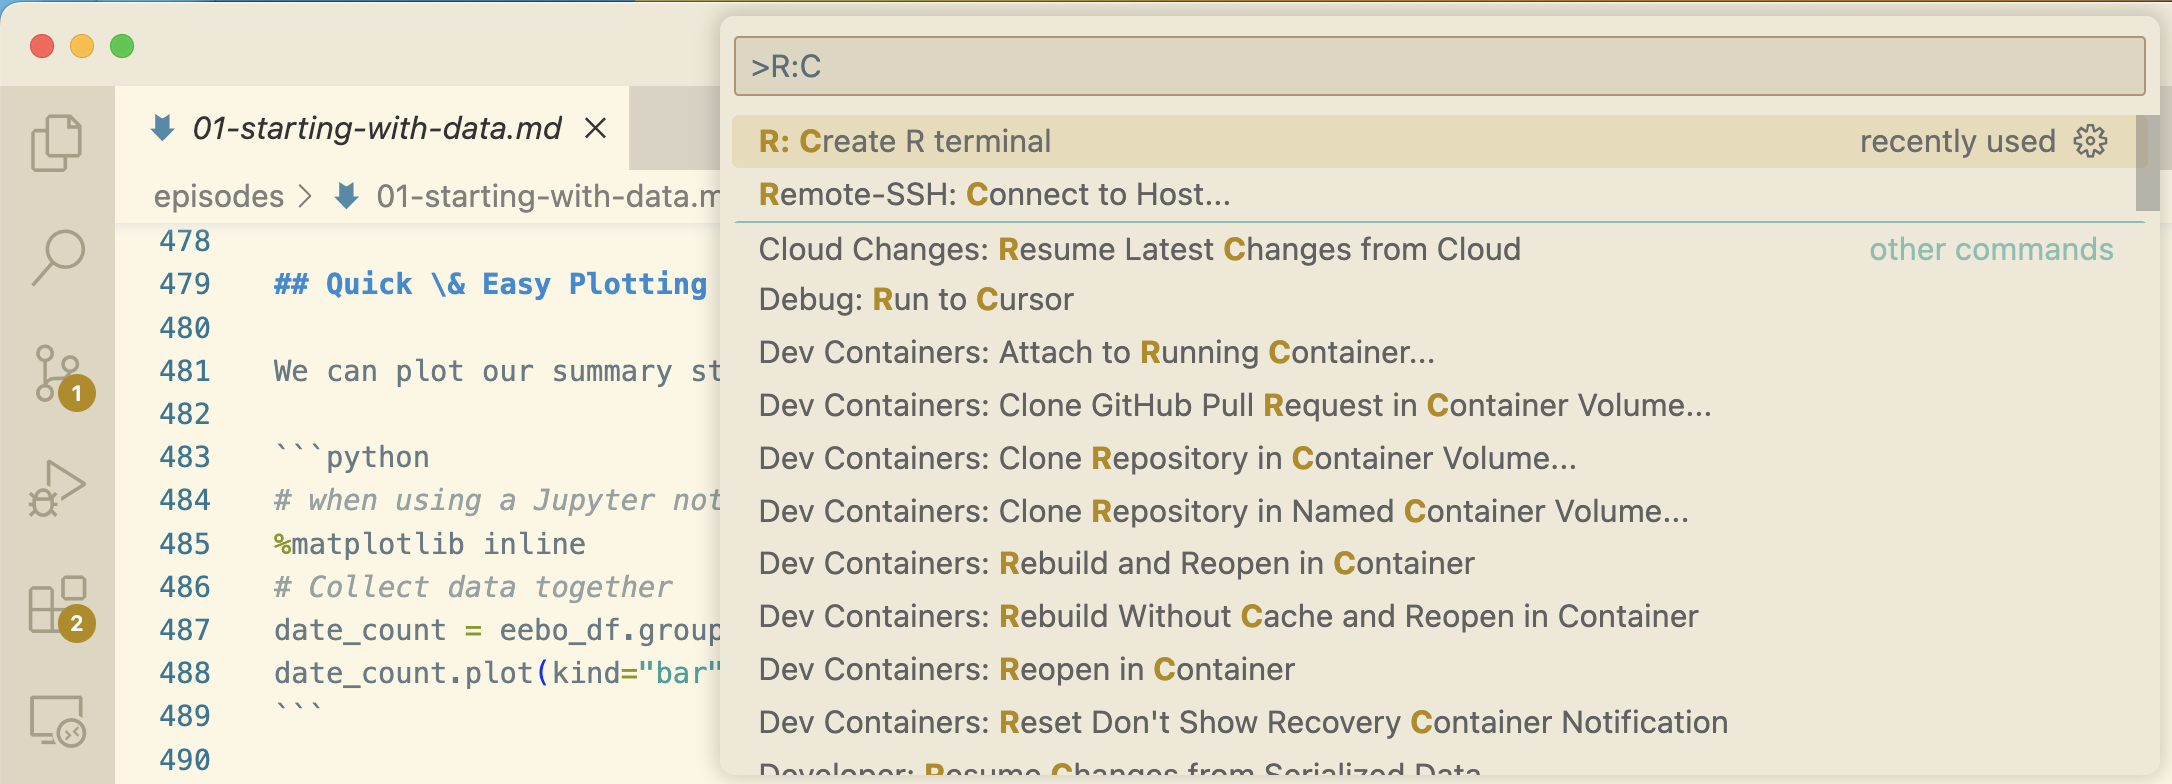 >R:C
01-starting-with-data.md
R: Create R terminal recently used
episodes > 01-starting-with-data.m
Remote-SSH: Connect to Host...
478
Cloud Changes: Resume Latest Changes from Cloud other commands
479 ## Quick \& Easy Plotting
Debug: Run to Cursor
480
Dev Containers: Attach to Running Container...
481 We can plot our summary st
Dev Containers: Clone GitHub Pull Request in Container Volume...
482
Dev Containers: Clone Repository in Container Volume...
483 ```python
484 # when using a Jupyter not
Dev Containers: Clone Repository in Named Container Volume...
485 %matplotlib inline
Dev Containers: Rebuild and Reopen in Container
486 # Collect data together
Dev Containers: Rebuild Without Cache and Reopen in Container
487 date_count = eebo_df.group
Dev Containers: Reopen in Container
488 date_count.plot(kind="bar"
489 ```
Dev Containers: Reset Don't Show Recovery Container Notification
490
Developer: Resume Changes from Serialized Data
1
2